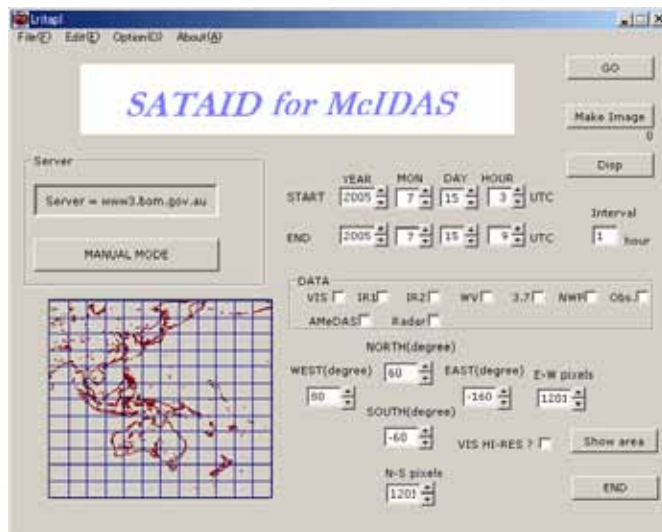 Lritapl
File(F) Edit(E) Option(O) About(A)
SATAID for McIDAS
GO
Make Image
0
Disp
Server
Server = www3.bom.gov.au
MANUAL MODE
YEAR MON DAY HOUR
START 2005 7 15 3 UTC
END 2005 7 15 9 UTC
Interval
1 hour
DATA
VIS IR1 IR2 WV 3.7 NWP Obs.
AMeDAS Radar
NORTH(degree)
60
WEST(degree) EAST(degree) E-W pixels
80 -160 1201
SOUTH(degree)
-60
VIS HI-RES ?
Show area
N-S pixels
1201
END